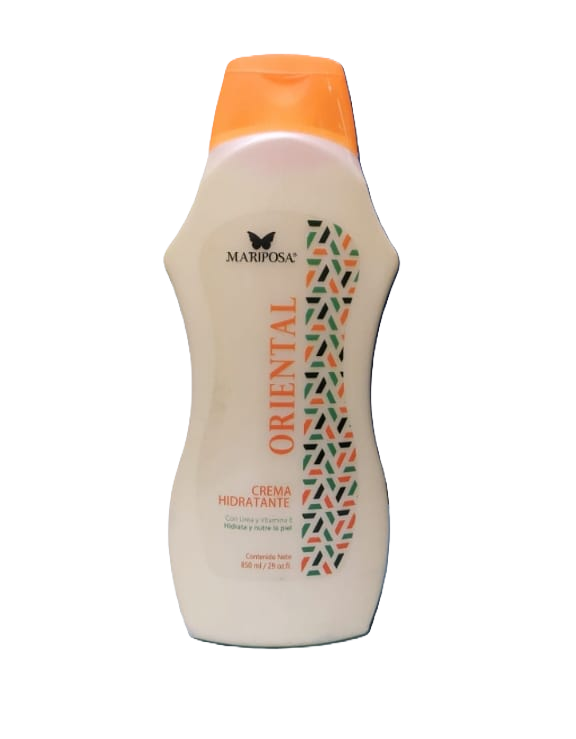 MARIPOSA®
ORIENTAL
CREMA
HIDRATANTE
Con Urea y Vitamina E
Hidrata y nutre la piel
Contenido Neto
850 ml / 29 oz fl.